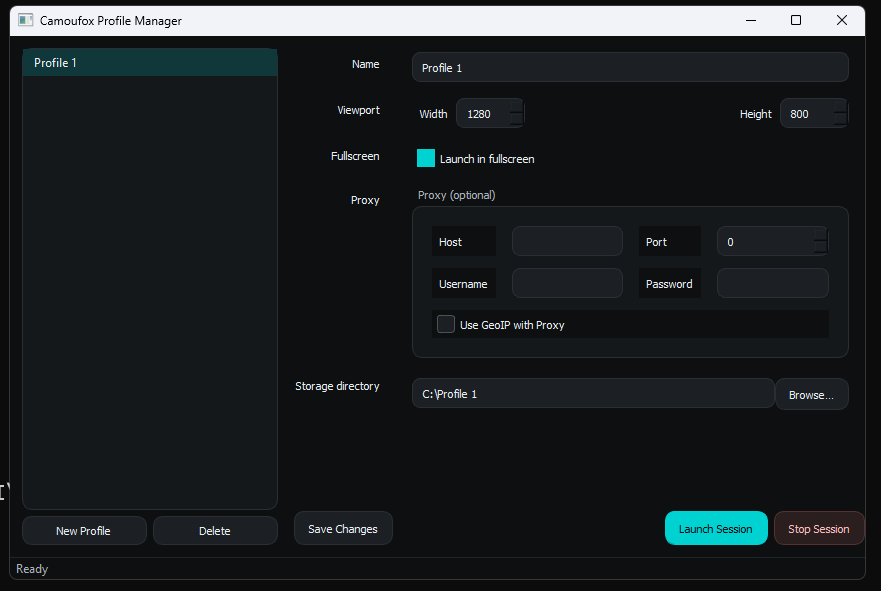 Camoufox Profile Manager
Profile 1
Name
Profile 1
Viewport
Width
1280
Height
800
Fullscreen
Launch in fullscreen
Proxy
Proxy (optional)
Host
Port
0
Username
Password
Use GeoIP with Proxy
Storage directory
C:\Profile 1
Browse...
New Profile
Delete
Save Changes
Launch Session
Stop Session
Ready